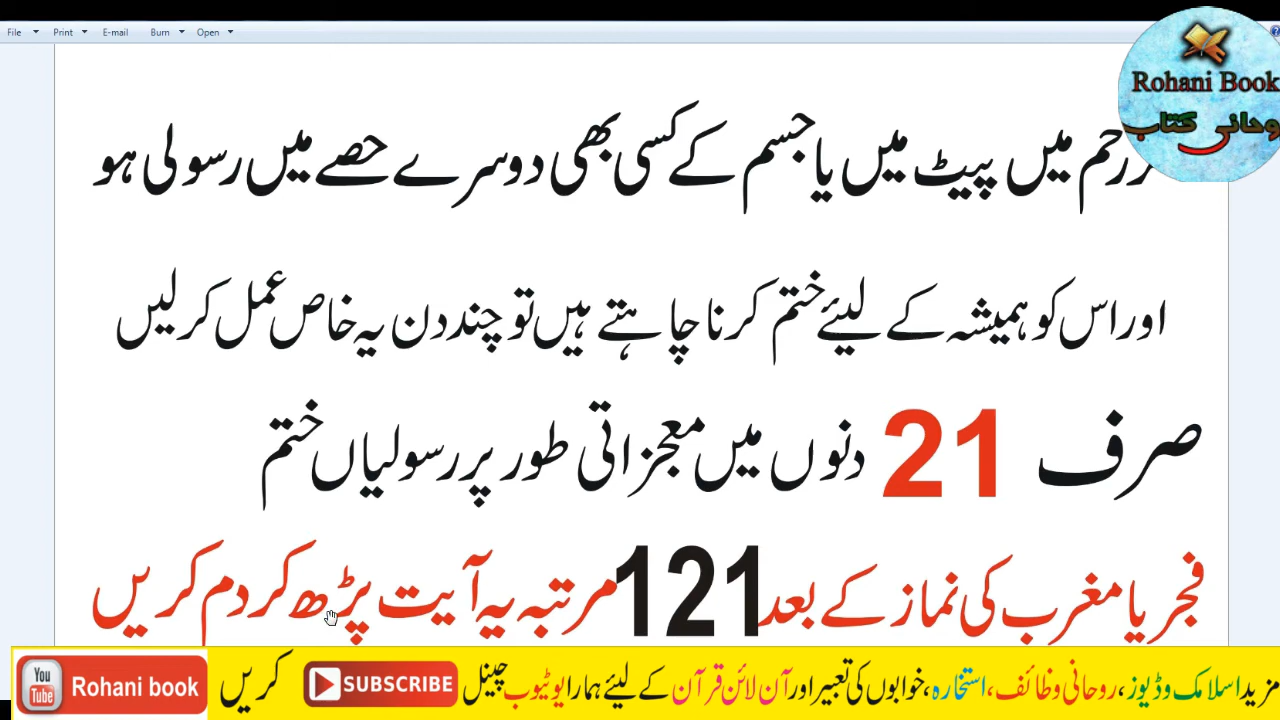 File Print E-mail Burn Open
Rohani Book
رحم میں پیٹ میں یا جسم کے کسی بھی دوسرے حصے میں رسولی ہو
اور اس کو ہمیشہ کے لیئے ختم کرنا چاہتے ہیں تو چند دن یہ خاص عمل کرلیں
صرف 21 دنوں میں معجزاتی طور پر رسولیاں ختم
فجر یا مغرب کی نماز کے بعد 121 مرتبہ یہ آیت پڑھ کر دم کریں
مزید اسلامک وڈیوز، روحانی وظائف، استخارہ، خوابوں کی تعبیر اور آن لائن قرآن کے لیئے ہمارا یوٹیوب چینل SUBSCRIBE کریں Rohani book You Tube